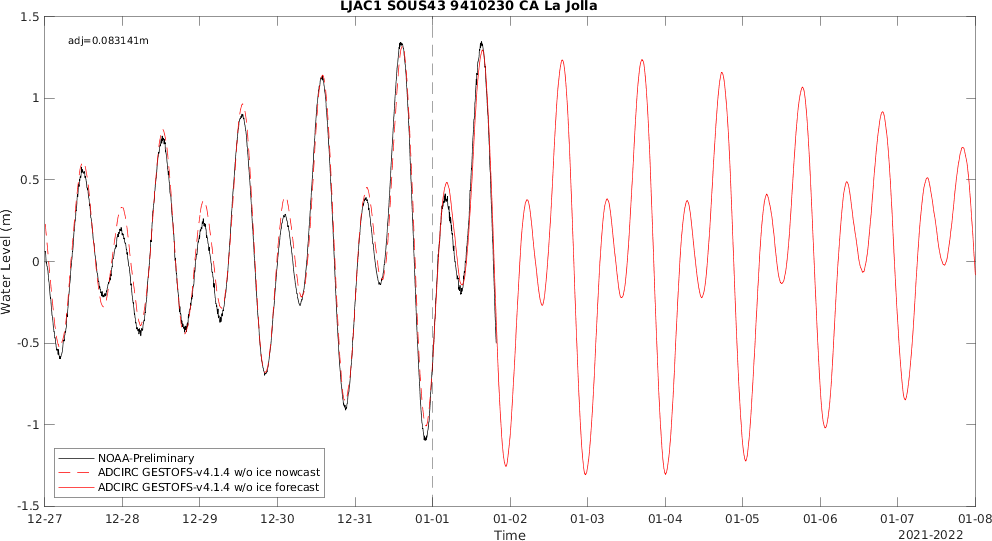 LJAC1 SOUS43 9410230 CA La Jolla
adj=0.083141m
1.5
1
0.5
0
-0.5
-1
-1.5
Water Level (m)
NOAA-Preliminary
ADCIRC GESTOFS-v4.1.4 w/o ice nowcast
ADCIRC GESTOFS-v4.1.4 w/o ice forecast
12-27 12-28 12-29 12-30 12-31 01-01 01-02 01-03 01-04 01-05 01-06 01-07 01-08
Time
2021-2022